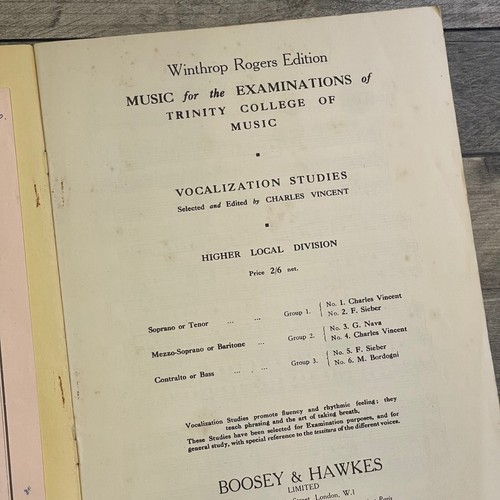 Winthrop Rogers Edition
MUSIC for the EXAMINATIONS of
TRINITY COLLEGE OF
MUSIC
VOCALIZATION STUDIES
Selected and Edited by CHARLES VINCENT
HIGHER LOCAL DIVISION
Price 2/6 net.
Soprano or Tenor ... ... Group 1. { No. 1. Charles Vincent
No. 2. F. Sieber
Mezzo-Soprano or Baritone ... Group 2. { No. 3. G. Nava
No. 4. Charles Vincent
Contralto or Bass ... ... Group 3. { No. 5. F. Sieber
No. 6. M. Bordogni
Vocalization Studies promote fluency and rhythmic feeling; they
teach phrasing and the art of taking breath.
These Studies have been selected for Examination purposes, and for
general study, with special reference to the tessitura of the different voices.
BOOSEY & HAWKES
LIMITED
Street, London, W.1
Paris